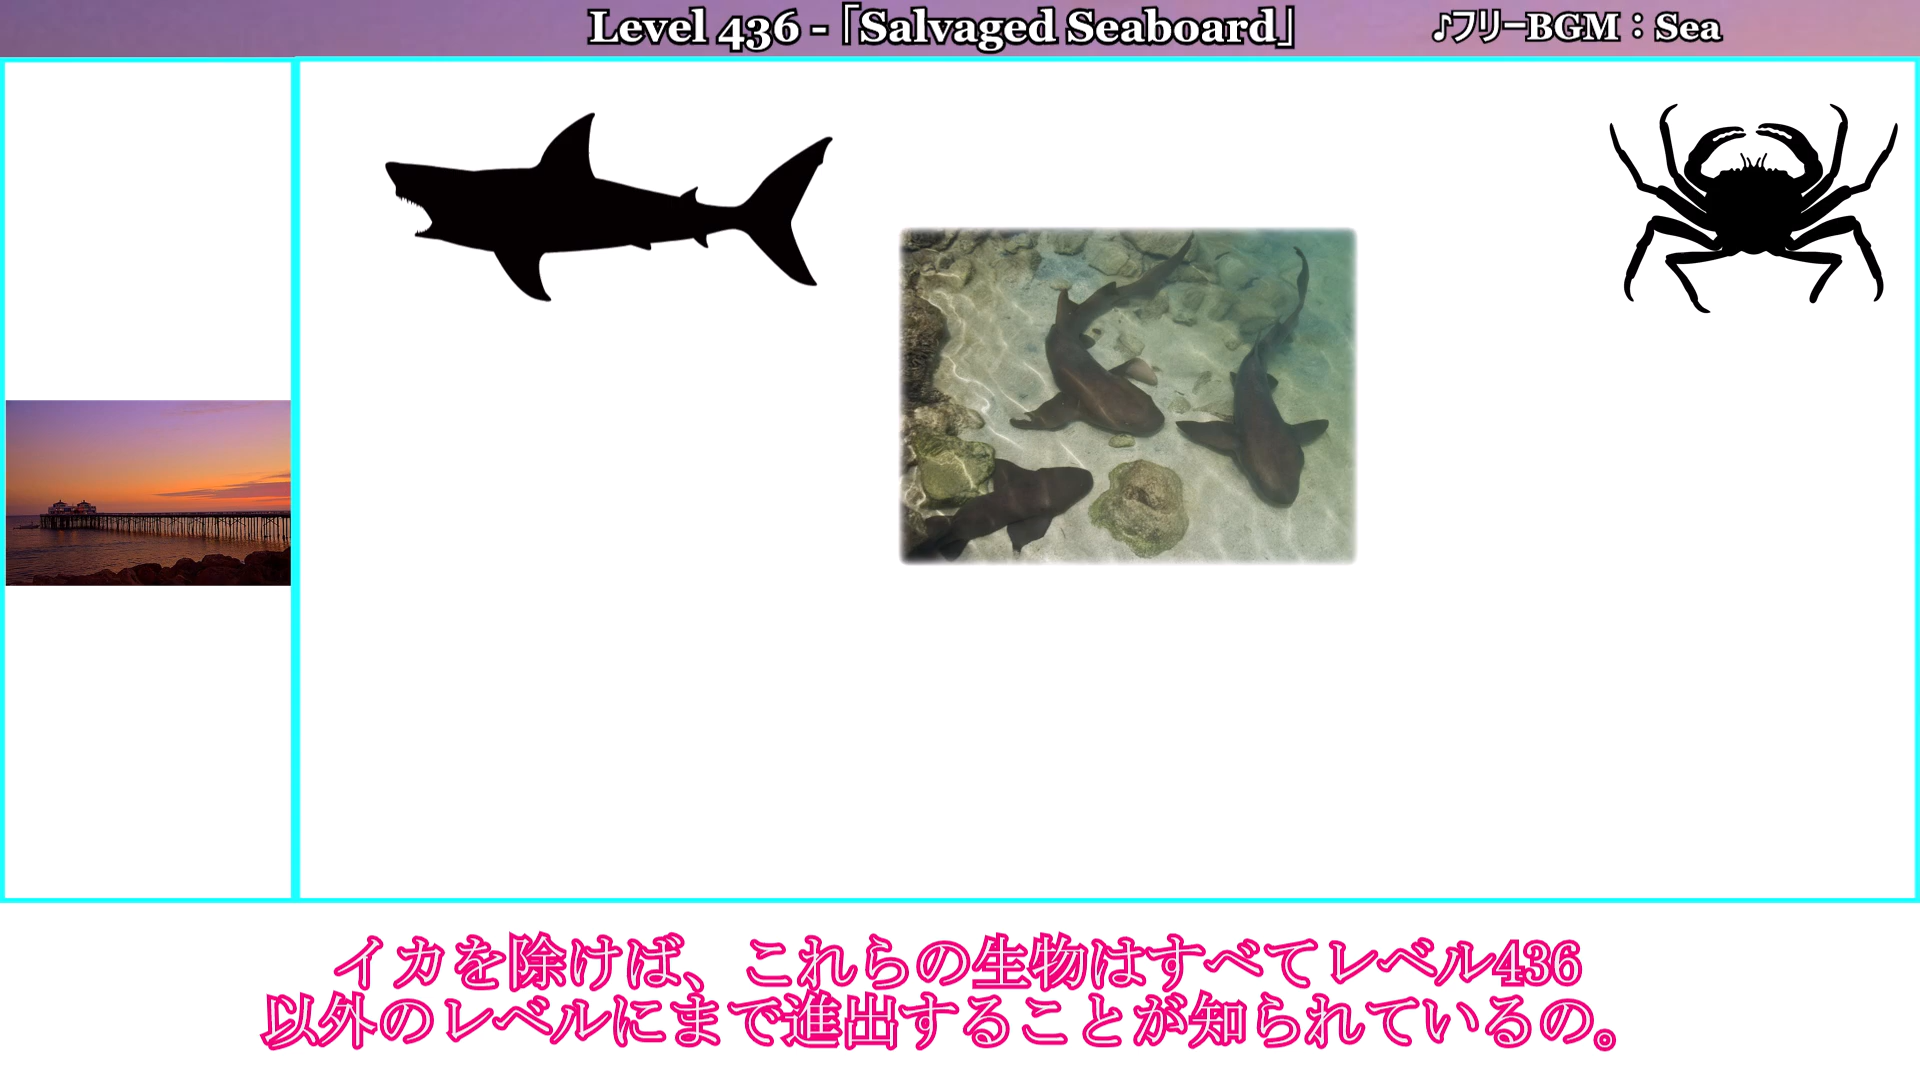 Level 436 -「Salvaged Seaboard」
♪フリーBGM：Sea
イカを除けば、これらの生物はすべてレベル436
以外のレベルにまで進出することが知られているの。